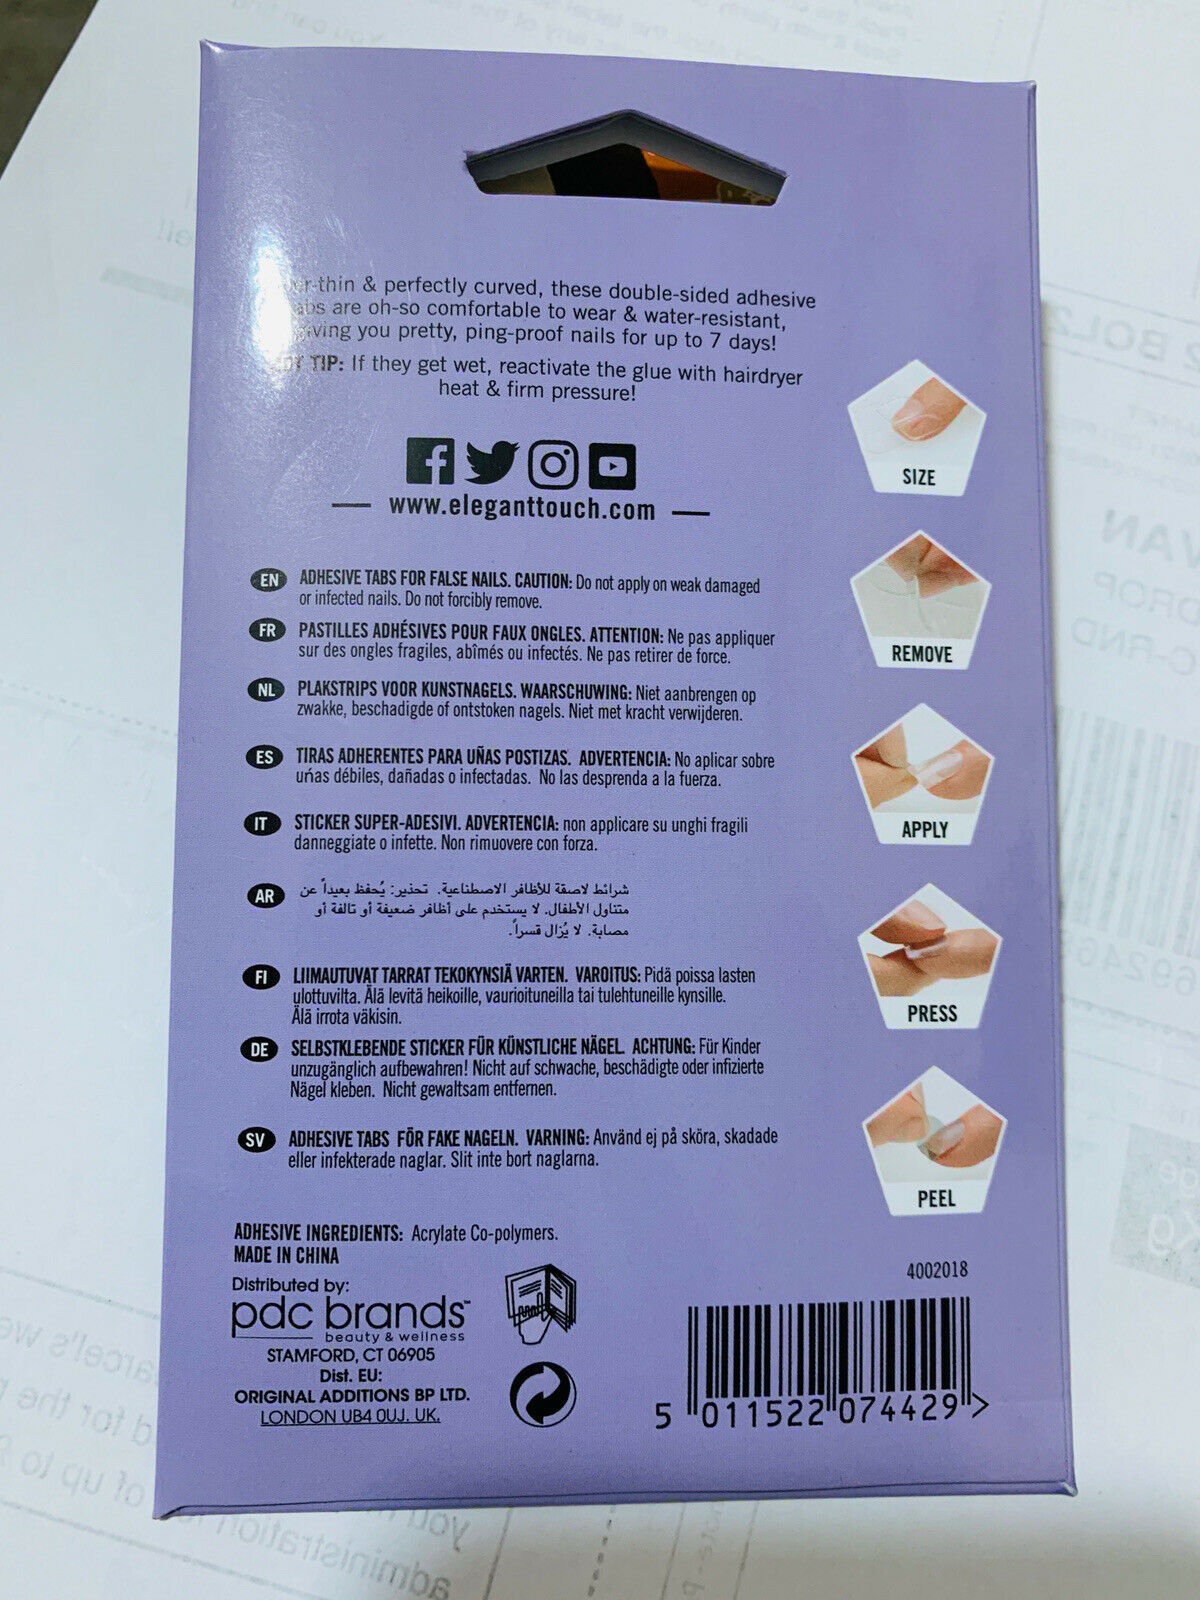 & perfectly curved, these double-sided adhesive
are oh-so comfortable to wear & water-resistant,
giving you pretty, ping-proof nails for up to 7 days!
TIP: If they get wet, reactivate the glue with hairdryer
heat & firm pressure!
www.eleganttouch.com
EN ADHESIVE TABS FOR FALSE NAILS. CAUTION: Do not apply on weak damaged
or infected nails. Do not forcibly remove.
FR PASTILLES ADHÉSIVES POUR FAUX ONGLES. ATTENTION: Ne pas appliquer
sur des ongles fragiles, abîmés ou infectés. Ne pas retirer de force.
NL PLAKSTRIPS VOOR KUNSTNAGELS. WAARSCHUWING: Niet aanbrengen op
zwakke, beschadigde of ontstoken nagels. Niet met kracht verwijderen.
ES TIRAS ADHERENTES PARA UÑAS POSTIZAS. ADVERTENCIA: No aplicar sobre
uñas débiles, dañadas o infectadas. No las desprenda a la fuerza.
IT STICKER SUPER-ADESIVI. ADVERTENCIA: non applicare su unghi fragili
danneggiate o infette. Non rimuovere con forza.
AR شرائط لاصقة للأظافر الاصطناعية. تحذير: يُحفظ بعيداً عن
متناول الأطفال. لا يستخدم على أظافر ضعيفة أو تالفة أو
مصابة. لا يُزال قسراً.
FI LIIMAUTUVAT TARRAT TEKOKYNSIÄ VARTEN. VAROITUS: Pidä poissa lasten
ulottuvilta. Älä levitä heikoille, vaurioituneilla tai tulehtuneille kynsille.
Älä irrota väkisin.
DE SELBSTKLEBENDE STICKER FÜR KÜNSTLICHE NÄGEL. ACHTUNG: Für Kinder
unzugänglich aufbewahren! Nicht auf schwache, beschädigte oder infizierte
Nägel kleben. Nicht gewaltsam entfernen.
SV ADHESIVE TABS FÖR FAKE NAGELN. VARNING: Använd ej på sköra, skadade
eller infekterade naglar. Slit inte bort naglarna.
SIZE
REMOVE
APPLY
PRESS
PEEL
ADHESIVE INGREDIENTS: Acrylate Co-polymers.
MADE IN CHINA
Distributed by:
pdc brands™
beauty & wellness
STAMFORD, CT 06905
Dist. EU:
ORIGINAL ADDITIONS BP LTD.
LONDON UB4 0UJ. UK.
4002018
5 011522 074429 >